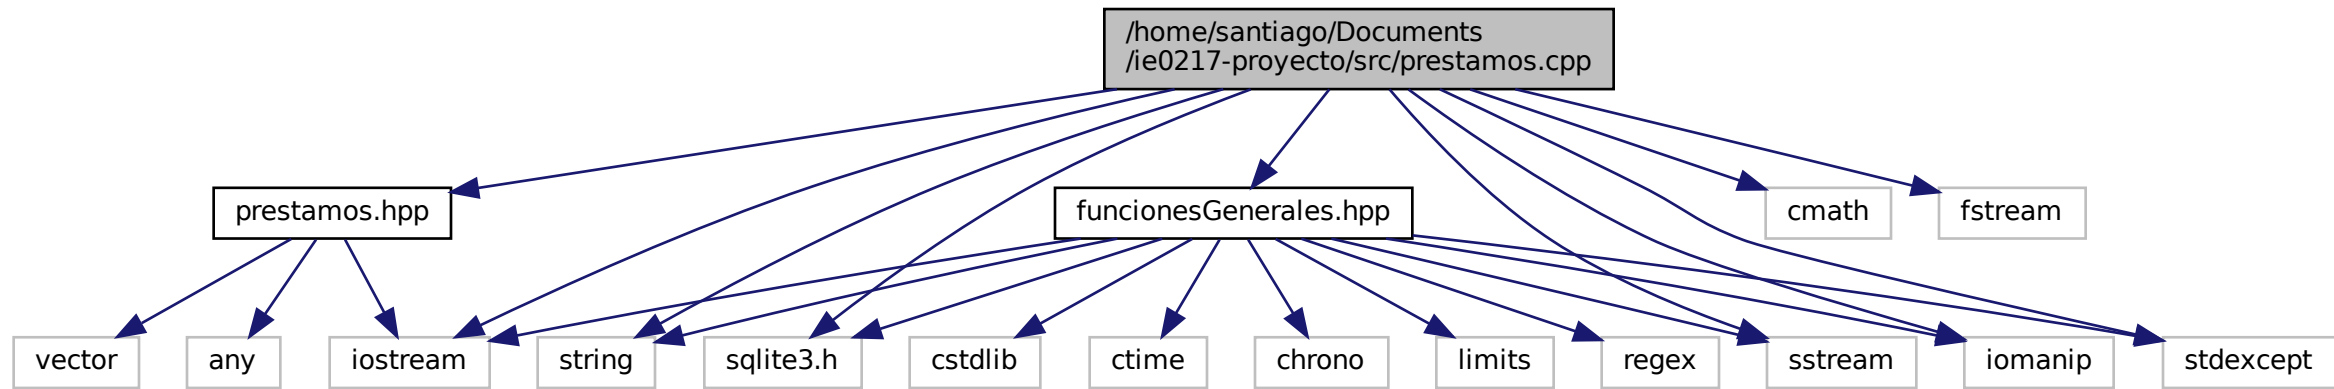 /home/santiago/Documents
/ie0217-proyecto/src/prestamos.cpp
prestamos.hpp
funcionesGenerales.hpp
cmath
fstream
vector
any
iostream
string
sqlite3.h
cstdlib
ctime
chrono
limits
regex
sstream
iomanip
stdexcept